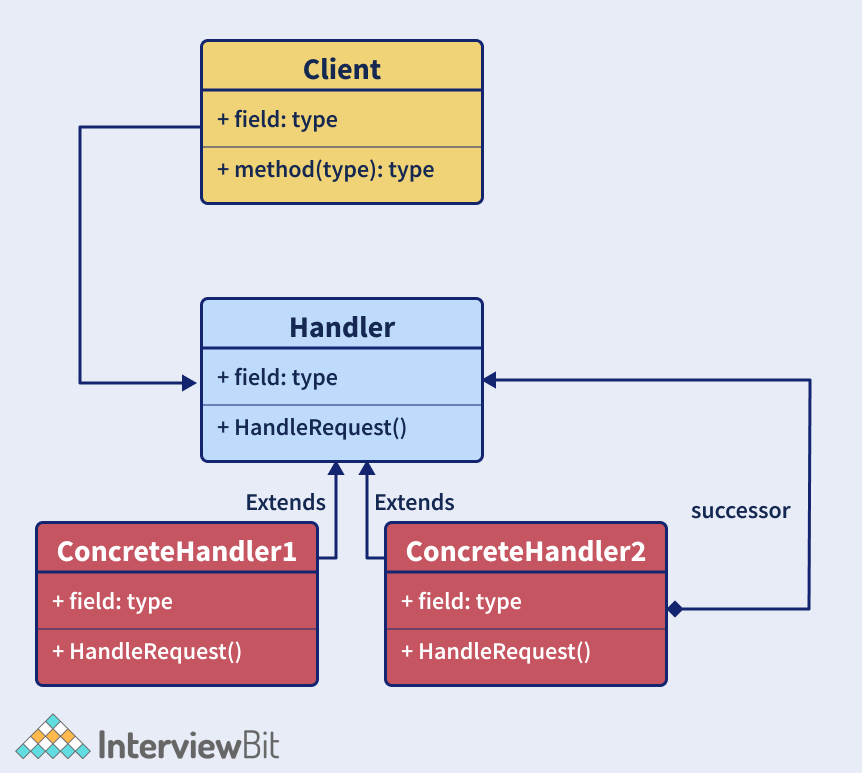 Client
+ field: type
+ method(type): type
Handler
+ field: type
+ HandleRequest()
Extends
Extends
successor
ConcreteHandler1
+ field: type
+ HandleRequest()
ConcreteHandler2
+ field: type
+ HandleRequest()
InterviewBit